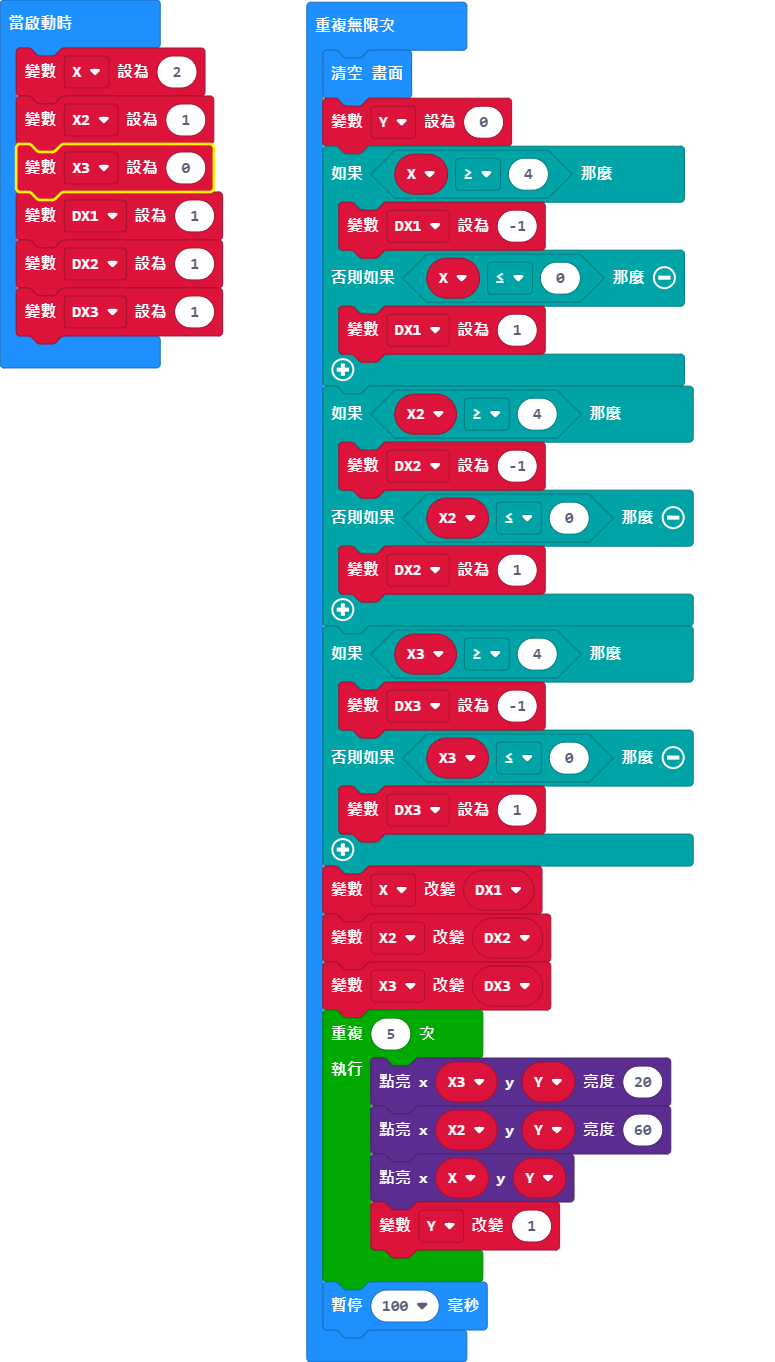 當啟動時
變數 X 設為 2
變數 X2 設為 1
變數 X3 設為 0
變數 DX1 設為 1
變數 DX2 設為 1
變數 DX3 設為 1
重複無限次
清空 畫面
變數 Y 設為 0
如果 X ≥ 4 那麼
變數 DX1 設為 -1
否則如果 X ≤ 0 那麼
變數 DX1 設為 1
如果 X2 ≥ 4 那麼
變數 DX2 設為 -1
否則如果 X2 ≤ 0 那麼
變數 DX2 設為 1
如果 X3 ≥ 4 那麼
變數 DX3 設為 -1
否則如果 X3 ≤ 0 那麼
變數 DX3 設為 1
變數 X 改變 DX1
變數 X2 改變 DX2
變數 X3 改變 DX3
重複 5 次
執行
點亮 x X3 y Y 亮度 20
點亮 x X2 y Y 亮度 60
點亮 x X y Y
變數 Y 改變 1
暫停 100 毫秒